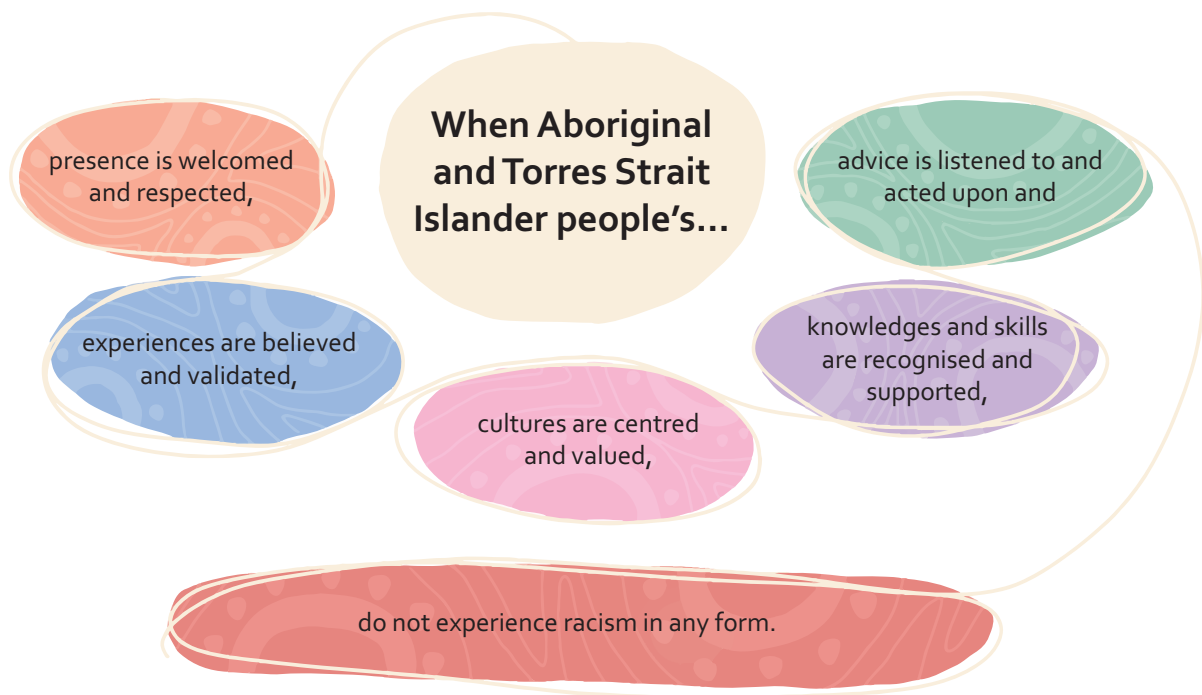 When Aboriginal
and Torres Strait
Islander people’s...
presence is welcomed
and respected,
experiences are believed
and validated,
cultures are centred
and valued,
knowledges and skills
are recognised and
supported,
advice is listened to and
acted upon and
do not experience racism in any form.